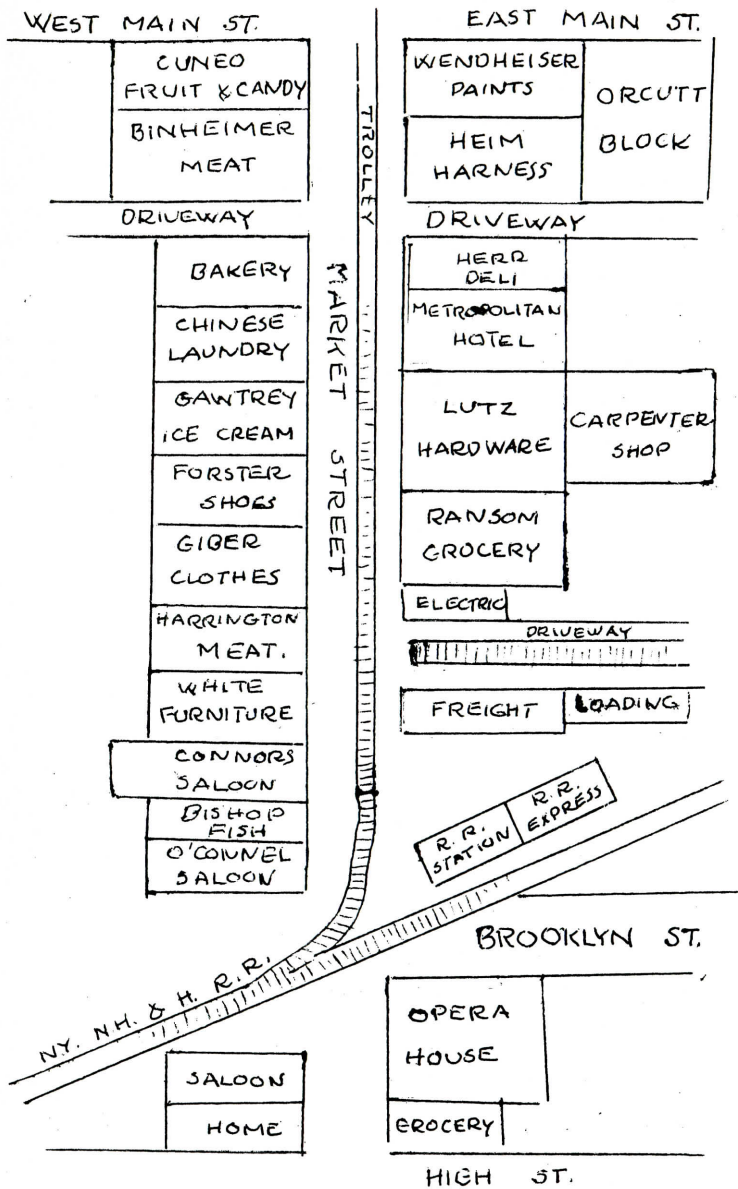 WEST MAIN ST.
EAST MAIN ST.
CUNEO
FRUIT & CANDY
BINHEIMER
MEAT
WENDHEISER
PAINTS
HEIM
HARNESS
ORCUTT
BLOCK
TROLLEY
DRIVEWAY
DRIVEWAY
MARKET STREET
BAKERY
CHINESE
LAUNDRY
GAWTREY
ICE CREAM
FORSTER
SHOES
GIBER
CLOTHES
HARRINGTON
MEAT.
WHITE
FURNITURE
CONNORS
SALOON
BISHOP
FISH
O'CONNEL
SALOON
HERR
DELI
METROPOLITAN
HOTEL
LUTZ
HARDWARE
CARPENTER
SHOP
RANSOM
GROCERY
ELECTRIC
DRIVEWAY
FREIGHT
LOADING
R.R.
STATION
R.R.
EXPRESS
N.Y. N.H. & H. R.R.
BROOKLYN ST.
OPERA
HOUSE
GROCERY
SALOON
HOME
HIGH ST.